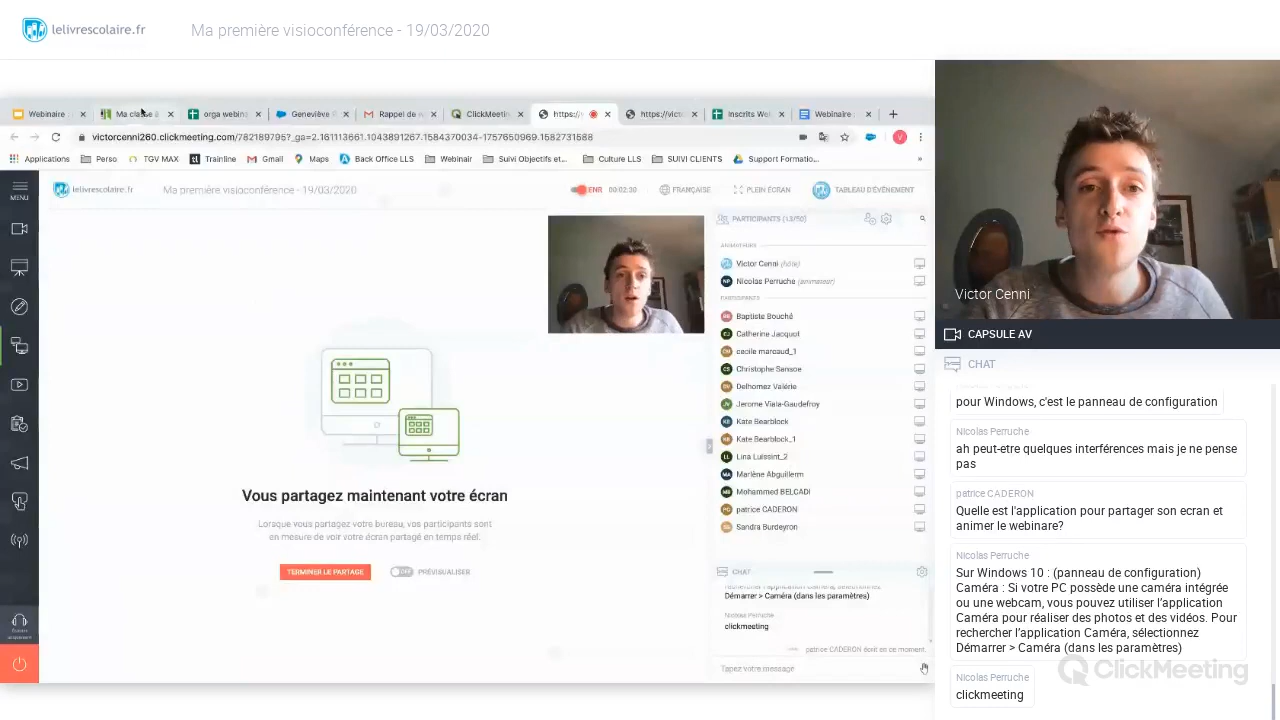 lelivrescolaire.fr
Ma première visioconférence - 19/03/2020
Webinaire
Ma classe à
orga webina
Geneviève
Rappel de
ClickMeetin
https://
https://vict
Inscrits Web
Webinaire
victorcenni260.clickmeeting.com/782189795?_ga=2.161113661.1043891267.1584370034-1765750969.1582731588
Applications
Perso
TGV MAX
Trainline
Gmail
Maps
Back Office LLS
Webinar
Suivi Objectifs et...
Culture LLS
SUIVI CLIENTS
Support Formatio...
»
MENU
lelivrescolaire.fr
Ma première visioconférence - 19/03/2020
ENR 00:02:30
FRANÇAISE
PLEIN ÉCRAN
TABLEAU D'ÉVÉNEMENT
PARTICIPANTS (13/50)
ANIMATEURS
Victor Cenni (hôte)
NP Nicolas Perruche (animateur)
PARTICIPANTS
Baptiste Bouché
Catherine Jacquot
cecile marcaud_1
Christophe Sansoe
Delhomez Valérie
Jerome Viala-Gaudefroy
Kate Bearblock
Kate Bearblock_1
Lina Luissint_2
Marlène Abguillerm
Mohammed BELCADI
patrice CADERON
Sandra Burdeyron
Vous partagez maintenant votre écran
Lorsque vous partagez votre bureau, vos participants sont
en mesure de voir votre écran partagé en temps réel.
TERMINER LE PARTAGE
OFF
PRÉVISUALISER
CHAT
Démarrer > Caméra (dans les paramètres)
Nicolas Perruche
clickmeeting
patrice CADERON écrit en ce moment.
Tapez votre message
Victor Cenni
CAPSULE AV
CHAT
pour Windows, c'est le panneau de configuration
Nicolas Perruche
ah peut-etre quelques interférences mais je ne pense
pas
patrice CADERON
Quelle est l'application pour partager son ecran et
animer le webinare?
Nicolas Perruche
Sur Windows 10 : (panneau de configuration)
Caméra : Si votre PC possède une caméra intégrée
ou une webcam, vous pouvez utiliser l'application
Caméra pour réaliser des photos et des vidéos. Pour
rechercher l'application Caméra, sélectionnez
Démarrer > Caméra (dans les paramètres)
ClickMeeting
Nicolas Perruche
clickmeeting